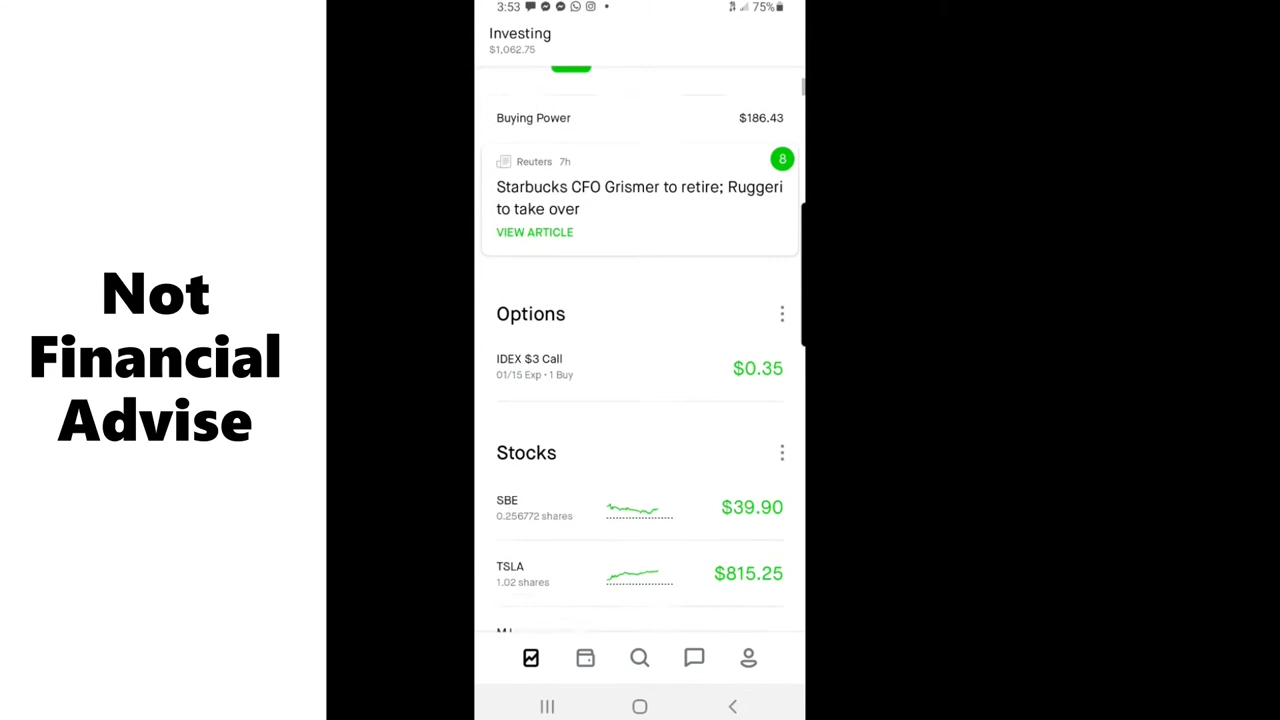 Not
Financial
Advise
3:53 75%
Investing
$1,062.75
Buying Power $186.43
Reuters 7h 8
Starbucks CFO Grismer to retire; Ruggeri
to take over
VIEW ARTICLE
Options
IDEX $3 Call $0.35
01/15 Exp • 1 Buy
Stocks
SBE $39.90
0.256772 shares
TSLA $815.25
1.02 shares